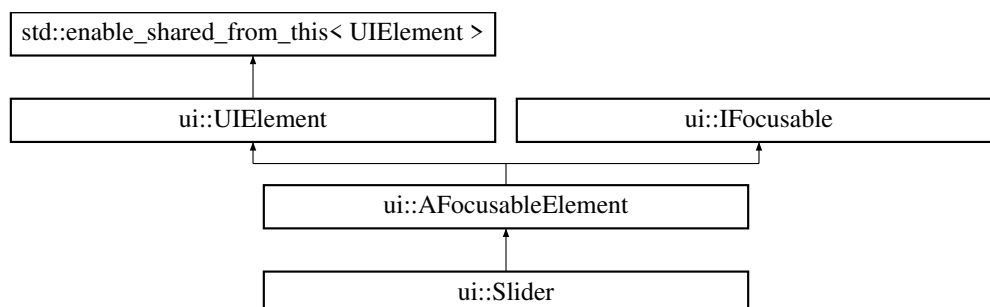 std::enable_shared_from_this< UIElement >
ui::UIElement
ui::IFocusable
ui::AFocusableElement
ui::Slider